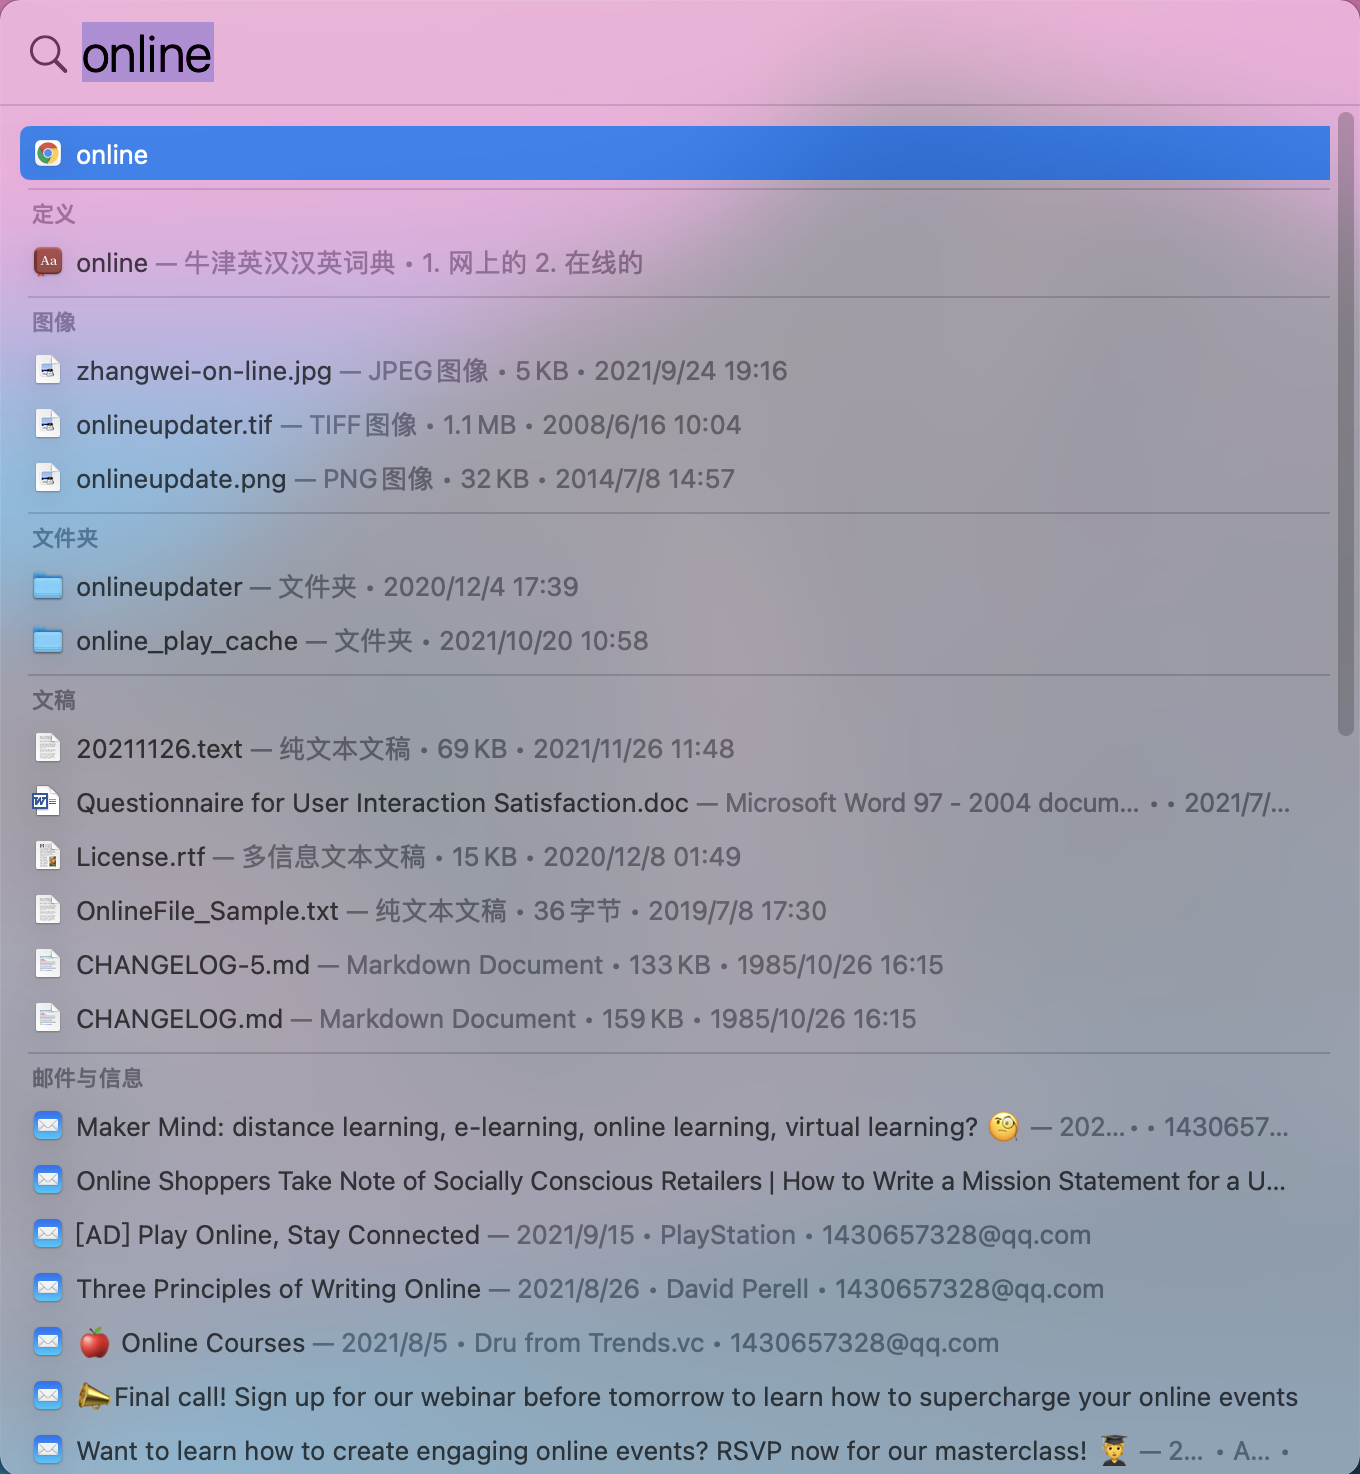 online
online
定义
Aa online — 牛津英汉汉英词典 • 1. 网上的 2. 在线的
图像
zhangwei-on-line.jpg — JPEG图像 • 5 KB • 2021/9/24 19:16
onlineupdater.tif — TIFF图像 • 1.1 MB • 2008/6/16 10:04
onlineupdate.png — PNG图像 • 32 KB • 2014/7/8 14:57
文件夹
onlineupdater — 文件夹 • 2020/12/4 17:39
online_play_cache — 文件夹 • 2021/10/20 10:58
文稿
20211126.text — 纯文本文稿 • 69 KB • 2021/11/26 11:48
Questionnaire for User Interaction Satisfaction.doc — Microsoft Word 97 - 2004 docum... • • 2021/7/...
License.rtf — 多信息文本文稿 • 15 KB • 2020/12/8 01:49
OnlineFile_Sample.txt — 纯文本文稿 • 36 字节 • 2019/7/8 17:30
CHANGELOG-5.md — Markdown Document • 133 KB • 1985/10/26 16:15
CHANGELOG.md — Markdown Document • 159 KB • 1985/10/26 16:15
邮件与信息
Maker Mind: distance learning, e-learning, online learning, virtual learning? 🧐 — 202... • • 1430657...
Online Shoppers Take Note of Socially Conscious Retailers | How to Write a Mission Statement for a U...
[AD] Play Online, Stay Connected — 2021/9/15 • PlayStation • 1430657328@qq.com
Three Principles of Writing Online — 2021/8/26 • David Perell • 1430657328@qq.com
🍎 Online Courses — 2021/8/5 • Dru from Trends.vc • 1430657328@qq.com
📣Final call! Sign up for our webinar before tomorrow to learn how to supercharge your online events
Want to learn how to create engaging online events? RSVP now for our masterclass! 👨‍🎓 — 2... • A... •